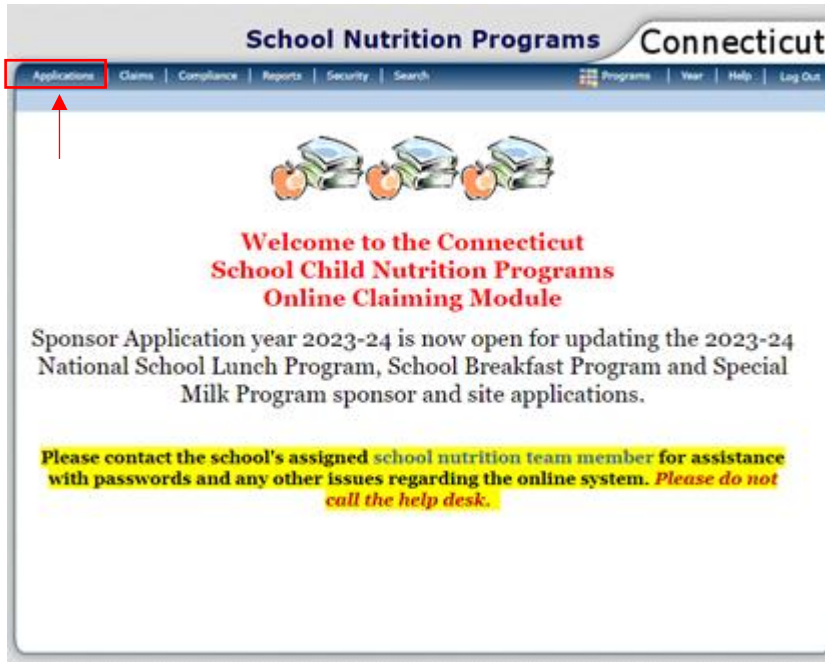 School Nutrition Programs Connecticut
Applications | Claims | Compliance | Reports | Security | Search Programs | Year | Help | Log Out
Welcome to the Connecticut
School Child Nutrition Programs
Online Claiming Module
Sponsor Application year 2023-24 is now open for updating the 2023-24
National School Lunch Program, School Breakfast Program and Special
Milk Program sponsor and site applications.
Please contact the school's assigned school nutrition team member for assistance
with passwords and any other issues regarding the online system. Please do not
call the help desk.